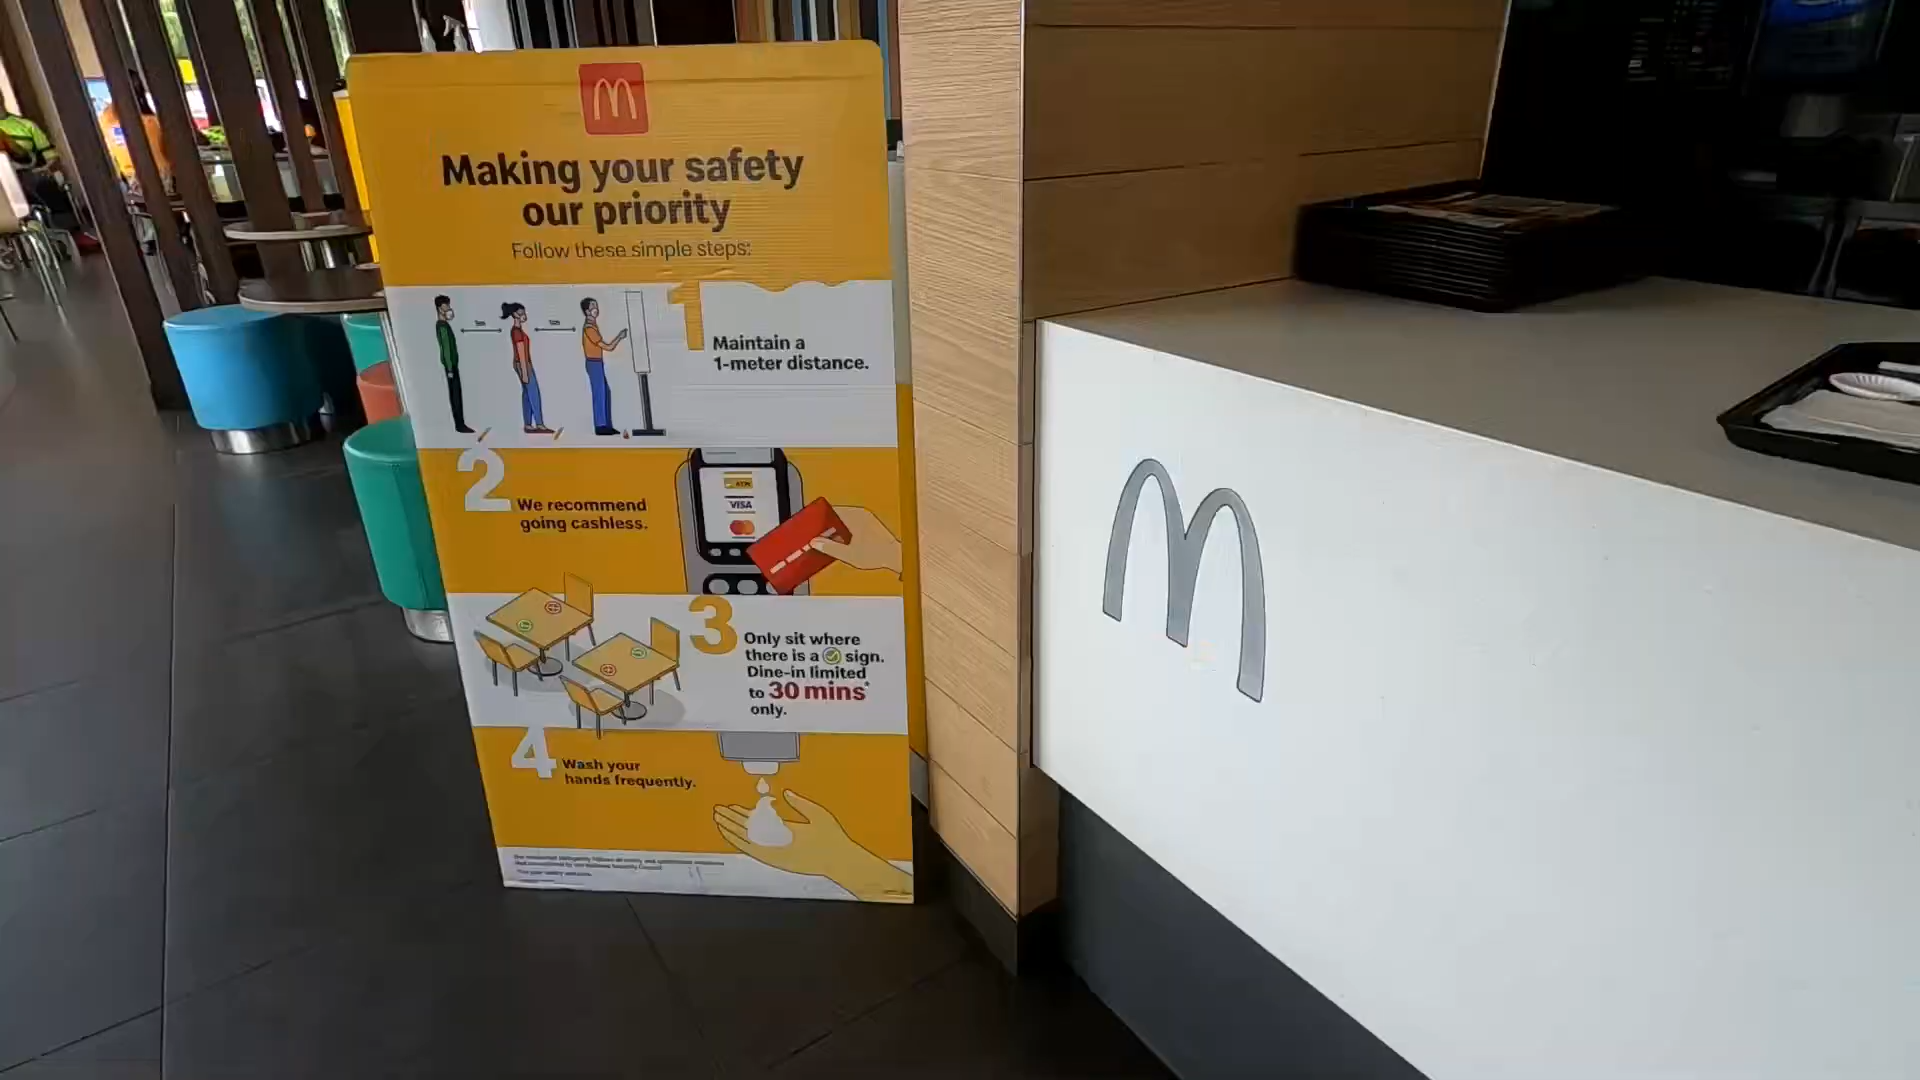 Making your safety
our priority
Follow these simple steps:
1
Maintain a
1-meter distance.
2
We recommend
going cashless.
VISA
3
Only sit where
there is a sign.
Dine-in limited
to 30 mins*
only.
4
Wash your
hands frequently.